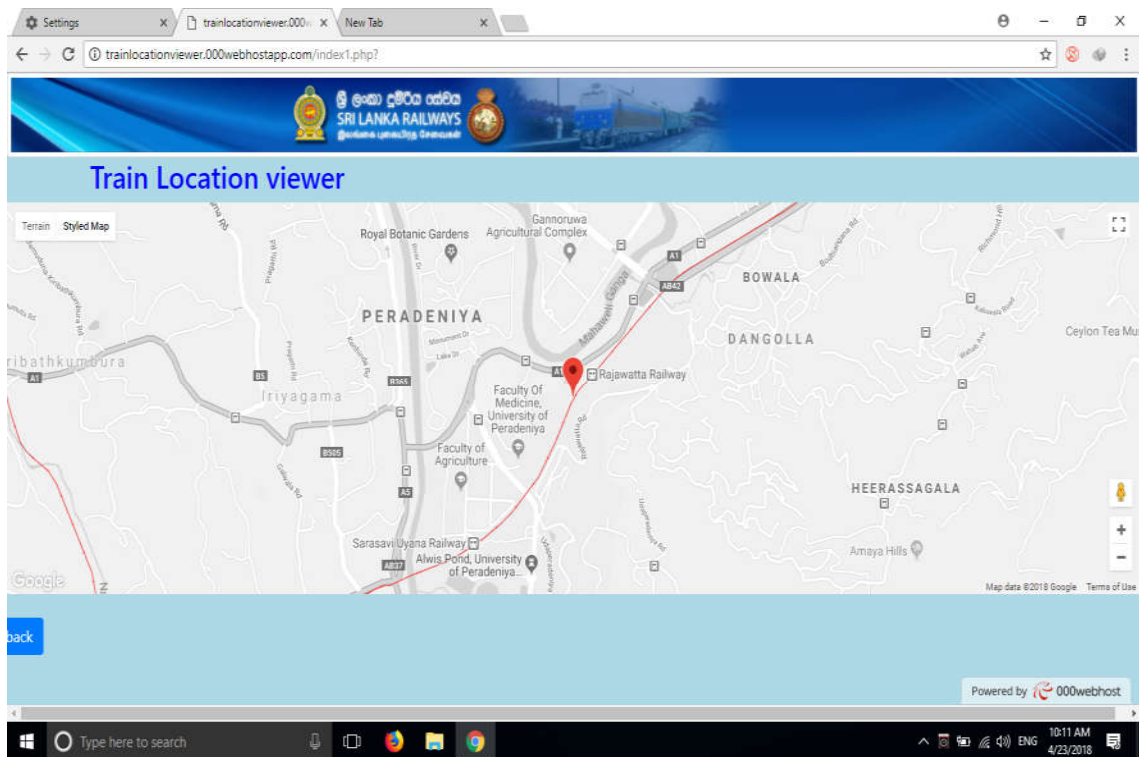 Settings
trainlocationviewer.000w
New Tab
trainlocationviewer.000webhostapp.com/index1.php?
ශ්‍රී ලංකා දුම්රිය සේවය
SRI LANKA RAILWAYS
Train Location viewer
Terrain Styled Map
Royal Botanic Gardens
Gannoruwa
Agricultural Complex
A1
AB42
BOWALA
PERADENIYA
Mahaweli Ganga
DANGOLLA
Ceylon Tea Mu
ribathkumbura
A1
B5
Iriyagama
B365
Rajawatta Railway
Faculty Of
Medicine,
University of
Peradeniya
B505
Faculty of
Agriculture
A5
HEERASSAGALA
Sarasavi Uyana Railway
AB37
Alwis Pond, University
of Peradeniya...
Amaya Hills
Google
Map data ©2018 Google Terms of Use
back
Powered by 000webhost
Type here to search
ENG
10:11 AM
4/23/2018